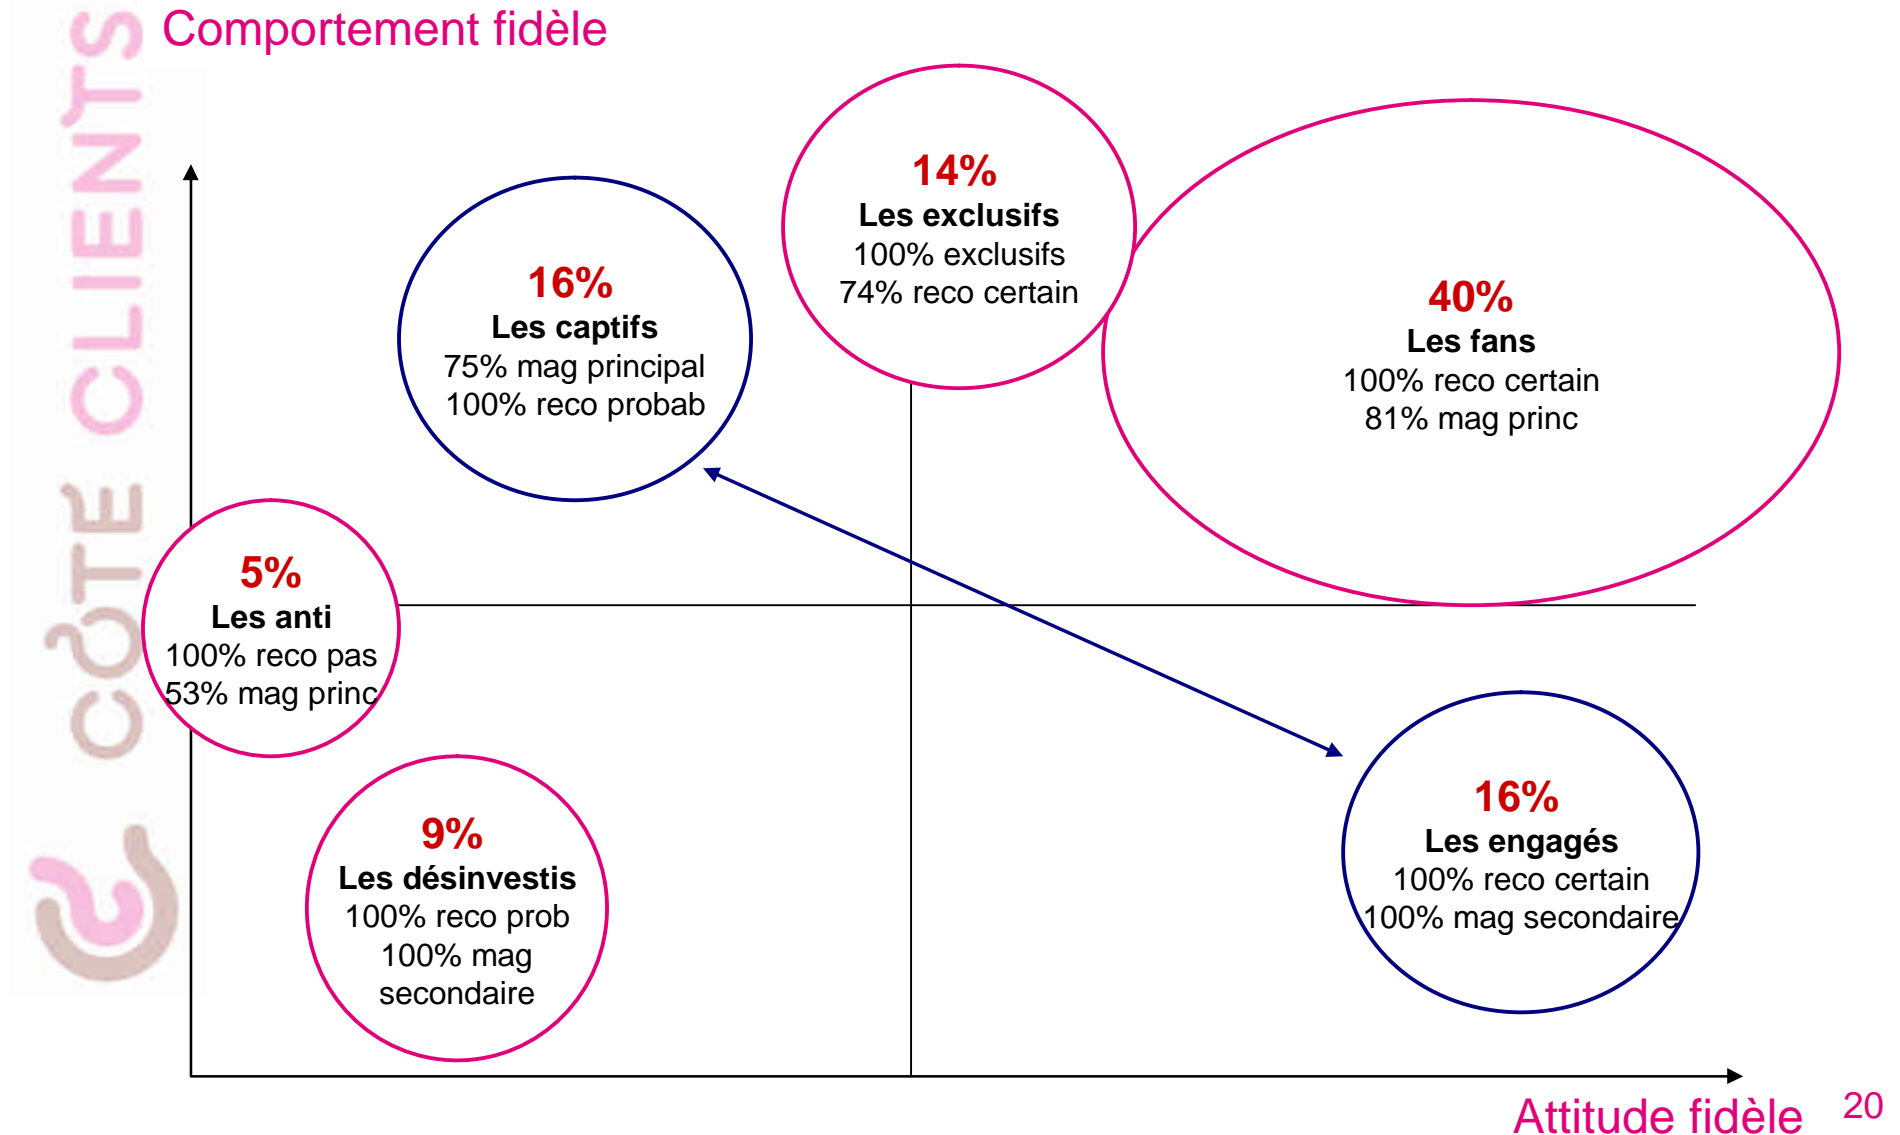 Comportement fidèle
CÔTÉ CLIENTS
14%
Les exclusifs
100% exclusifs
74% reco certain
16%
Les captifs
75% mag principal
100% reco probab
40%
Les fans
100% reco certain
81% mag princ
5%
Les anti
100% reco pas
53% mag princ
16%
Les engagés
100% reco certain
100% mag secondaire
9%
Les désinvestis
100% reco prob
100% mag
secondaire
Attitude fidèle
20